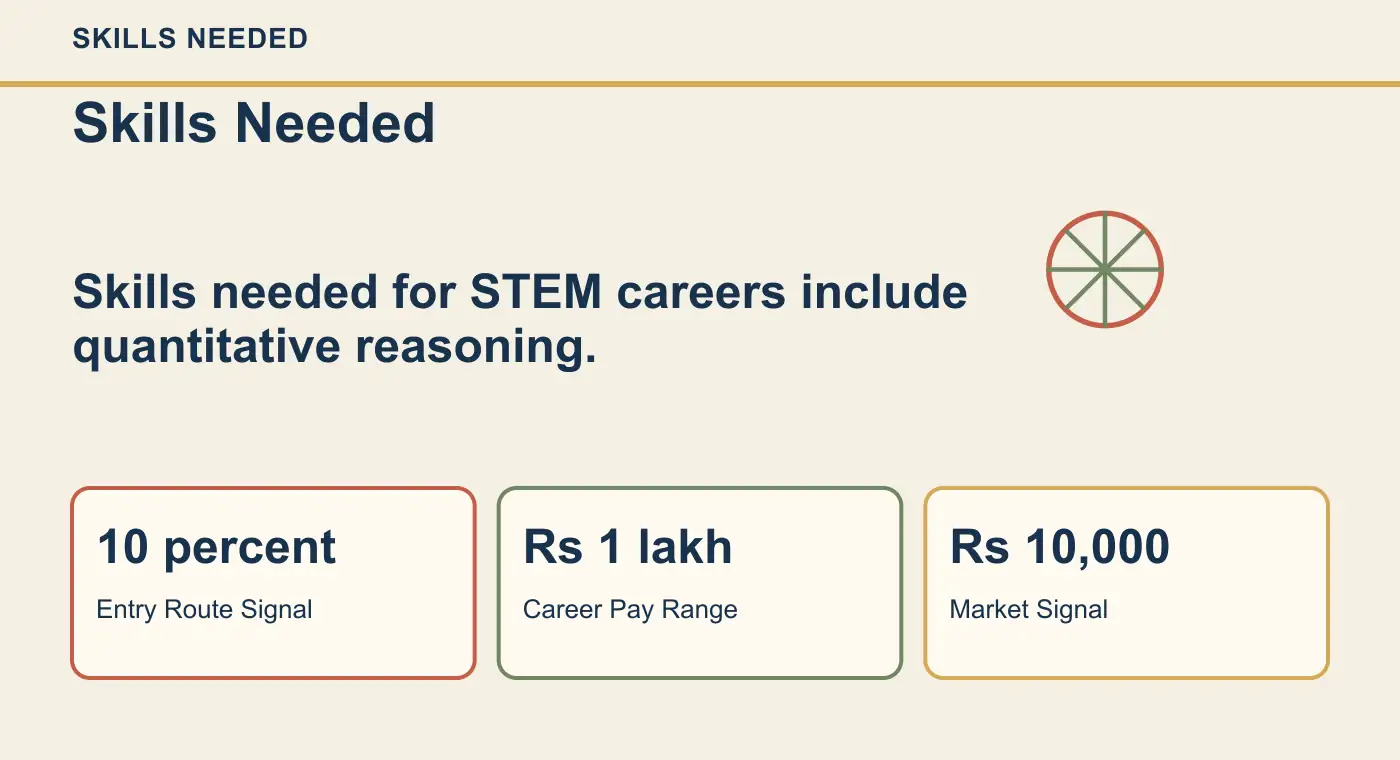 SKILLS NEEDED
Skills Needed
Skills needed for STEM careers include
quantitative reasoning.
10 percent
Entry Route Signal
Rs 1 lakh
Career Pay Range
Rs 10,000
Market Signal